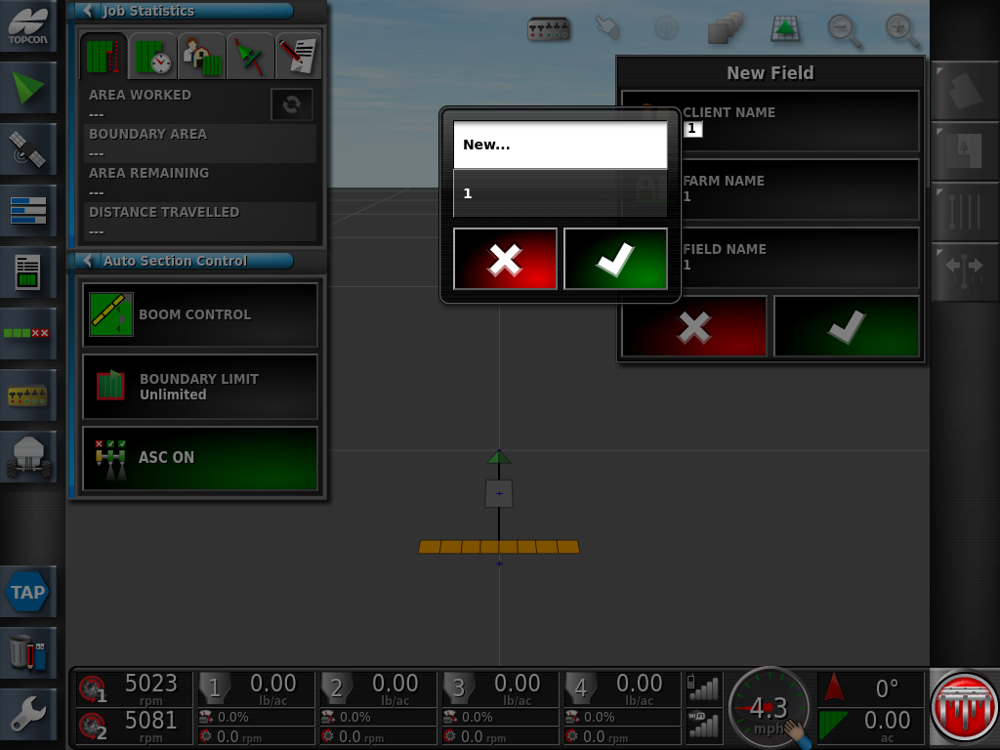 TOPCON
Job Statistics
AREA WORKED
---
BOUNDARY AREA
---
AREA REMAINING
---
DISTANCE TRAVELLED
---
Auto Section Control
BOOM CONTROL
BOUNDARY LIMIT
Unlimited
ASC ON
New...
1
New Field
CLIENT NAME
1
FARM NAME
1
FIELD NAME
1
TAP
1 5023 rpm
2 5081 rpm
1 0.00 lb/ac
0.0%
0.0 rpm
2 0.00 lb/ac
0.0%
0.0 rpm
3 0.00 lb/ac
0.0%
0.0 rpm
4 0.00 lb/ac
0.0%
0.0 rpm
WiFi
4.3
mph
0°
0.00
ac